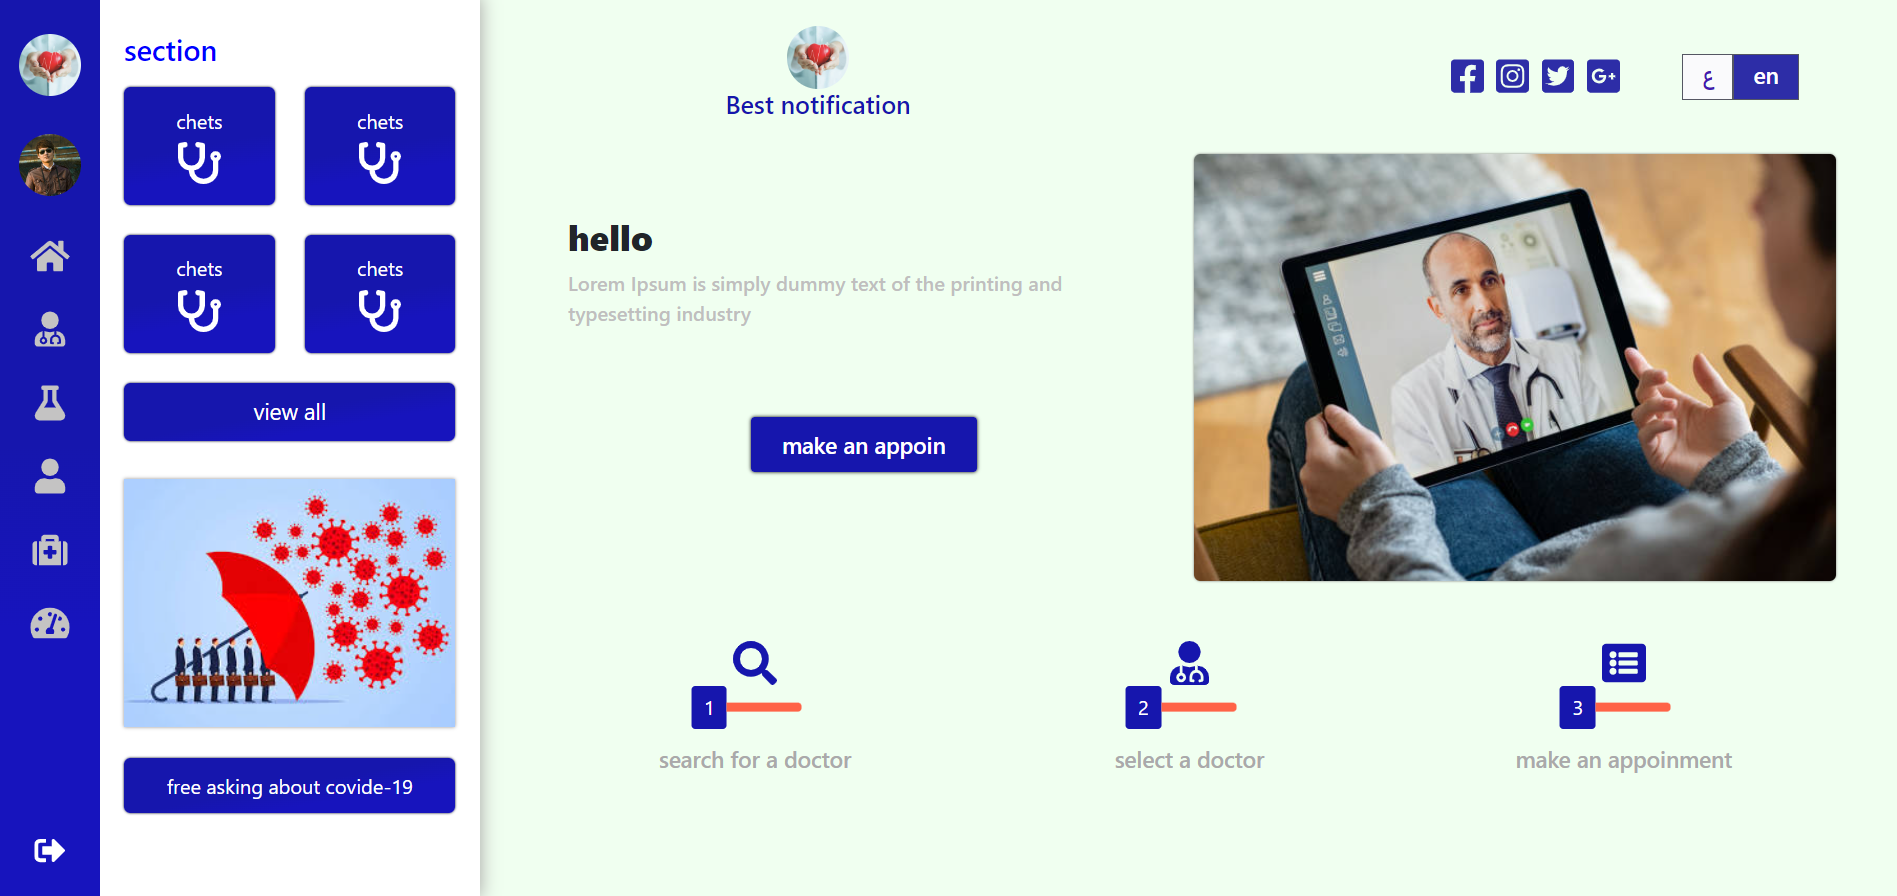 section
chets
chets
chets
chets
view all
free asking about covide-19
Best notification
ع
en
hello
Lorem Ipsum is simply dummy text of the printing and
typesetting industry
make an appoin
1
2
3
search for a doctor
select a doctor
make an appoinment